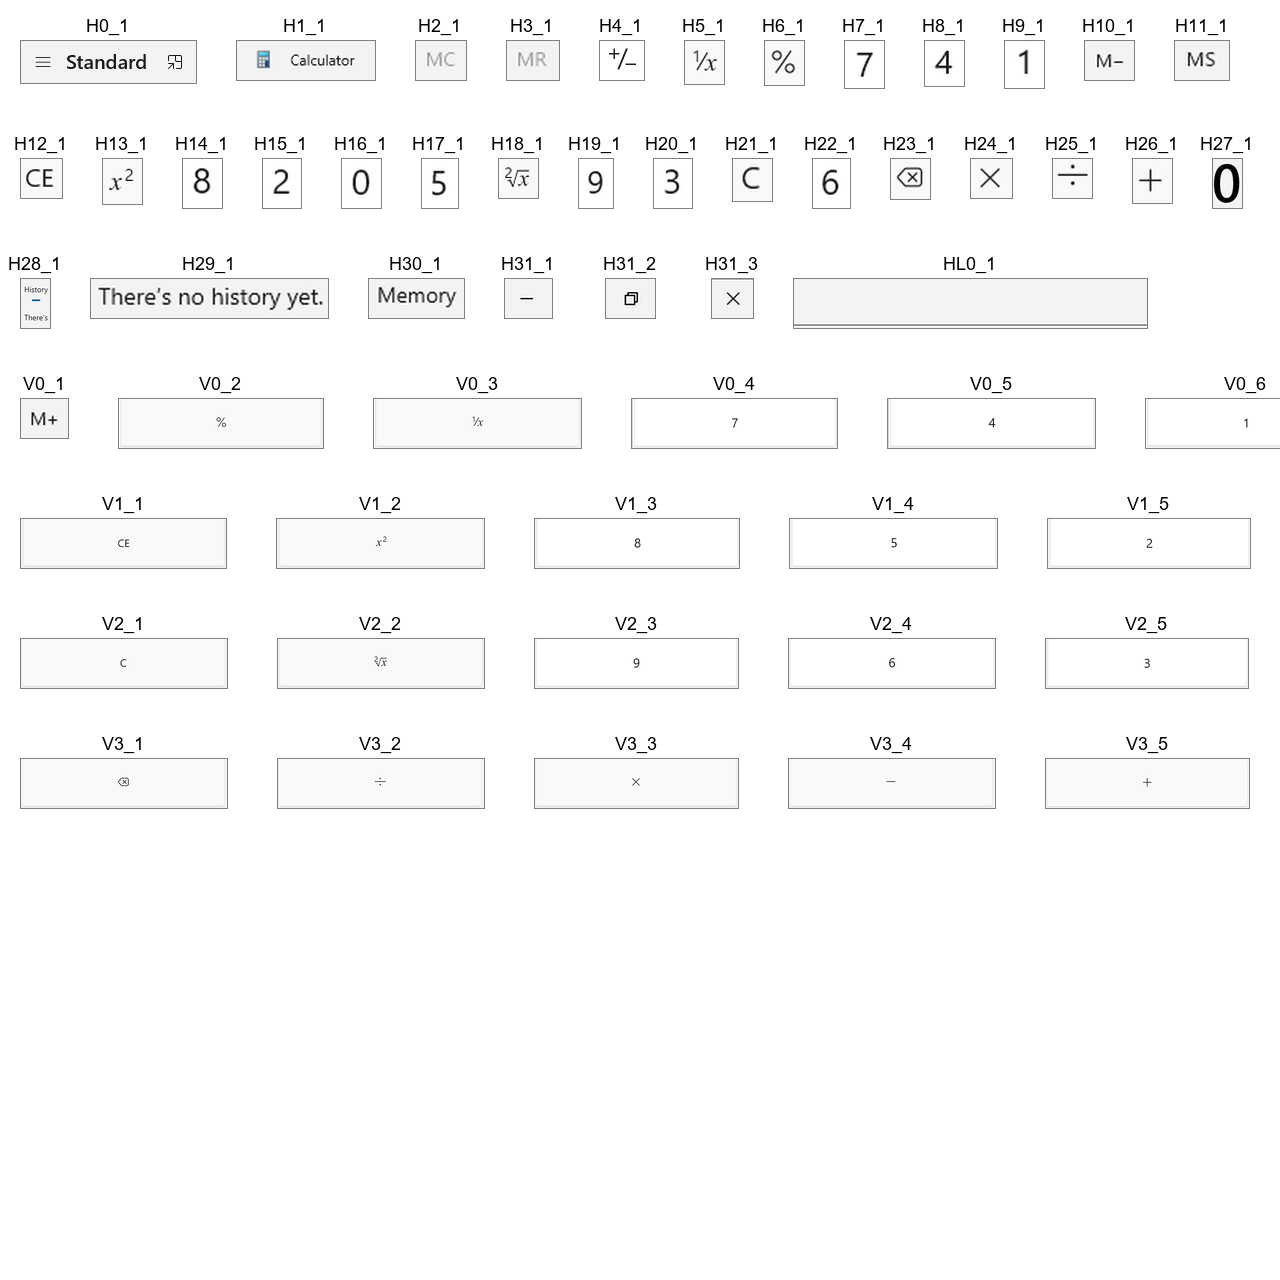 H0_1 H1_1 H2_1 H3_1 H4_1 H5_1 H6_1 H7_1 H8_1 H9_1 H10_1 H11_1
Standard Calculator MC MR +/− ¹/x % 7 4 1 M− MS
H12_1 H13_1 H14_1 H15_1 H16_1 H17_1 H18_1 H19_1 H20_1 H21_1 H22_1 H23_1 H24_1 H25_1 H26_1 H27_1
CE x² 8 2 0 5 ²√x 9 3 C 6 ⌫ × ÷ + 0
H28_1 H29_1 H30_1 H31_1 H31_2 H31_3 HL0_1
History
There's no history yet. Memory − ×
There's
V0_1 V0_2 V0_3 V0_4 V0_5 V0_6
M+ % ¹/x 7 4 1
V1_1 V1_2 V1_3 V1_4 V1_5
CE x² 8 5 2
V2_1 V2_2 V2_3 V2_4 V2_5
C ²√x 9 6 3
V3_1 V3_2 V3_3 V3_4 V3_5
⌫ ÷ × − +